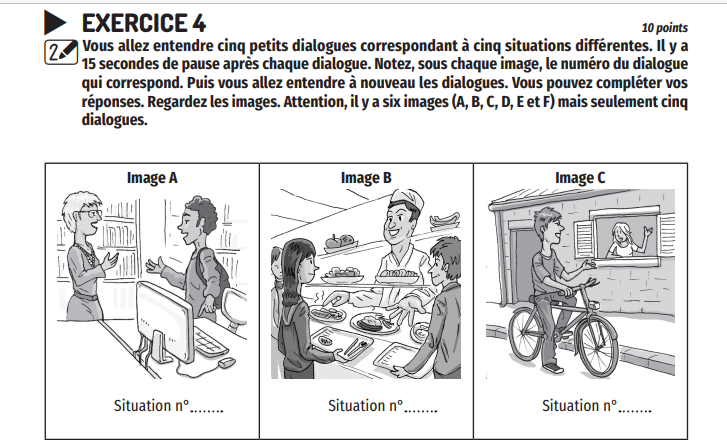 EXERCICE 4
10 points
2
Vous allez entendre cinq petits dialogues correspondant à cinq situations différentes. Il y a
15 secondes de pause après chaque dialogue. Notez, sous chaque image, le numéro du dialogue
qui correspond. Puis vous allez entendre à nouveau les dialogues. Vous pouvez compléter vos
réponses. Regardez les images. Attention, il y a six images (A, B, C, D, E et F) mais seulement cinq
dialogues.
Image A
Image B
Image C
Situation n°........
Situation n°........
Situation n°........